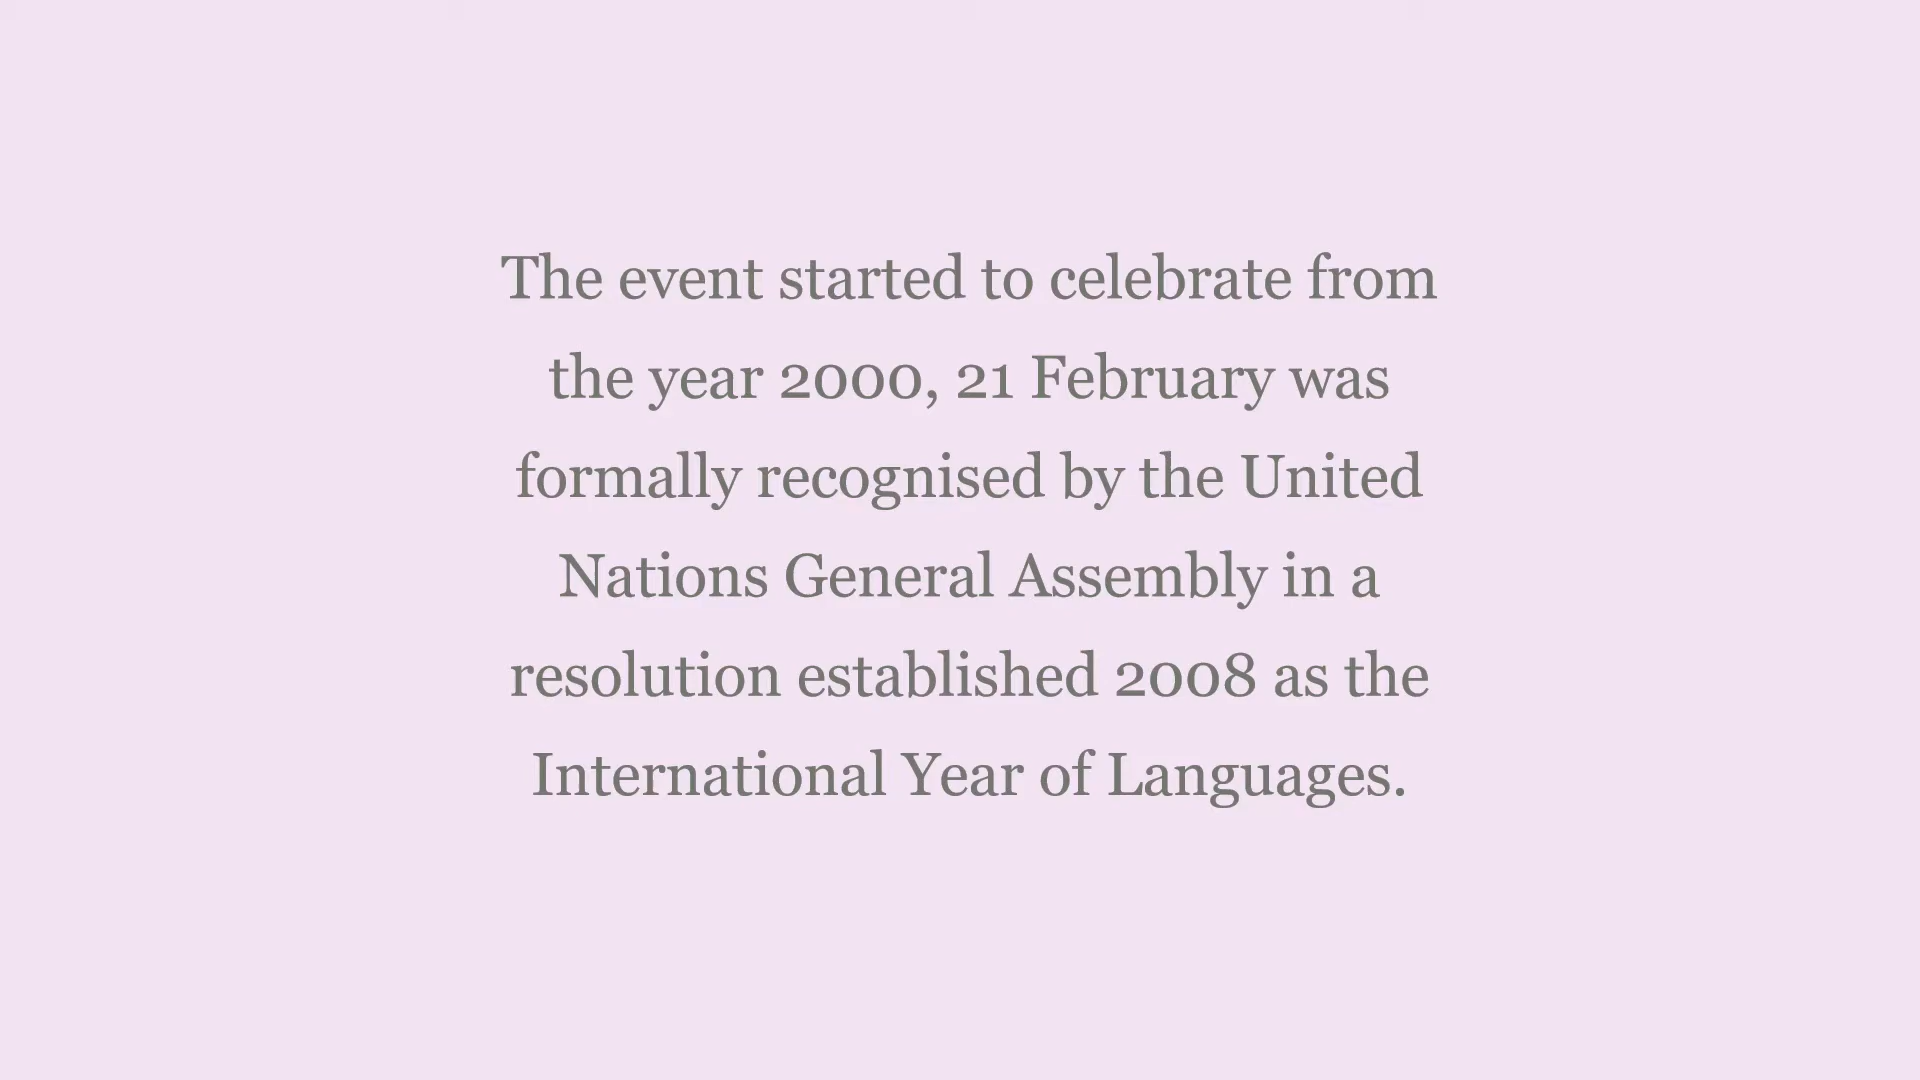 The event started to celebrate from
the year 2000, 21 February was
formally recognised by the United
Nations General Assembly in a
resolution established 2008 as the
International Year of Languages.